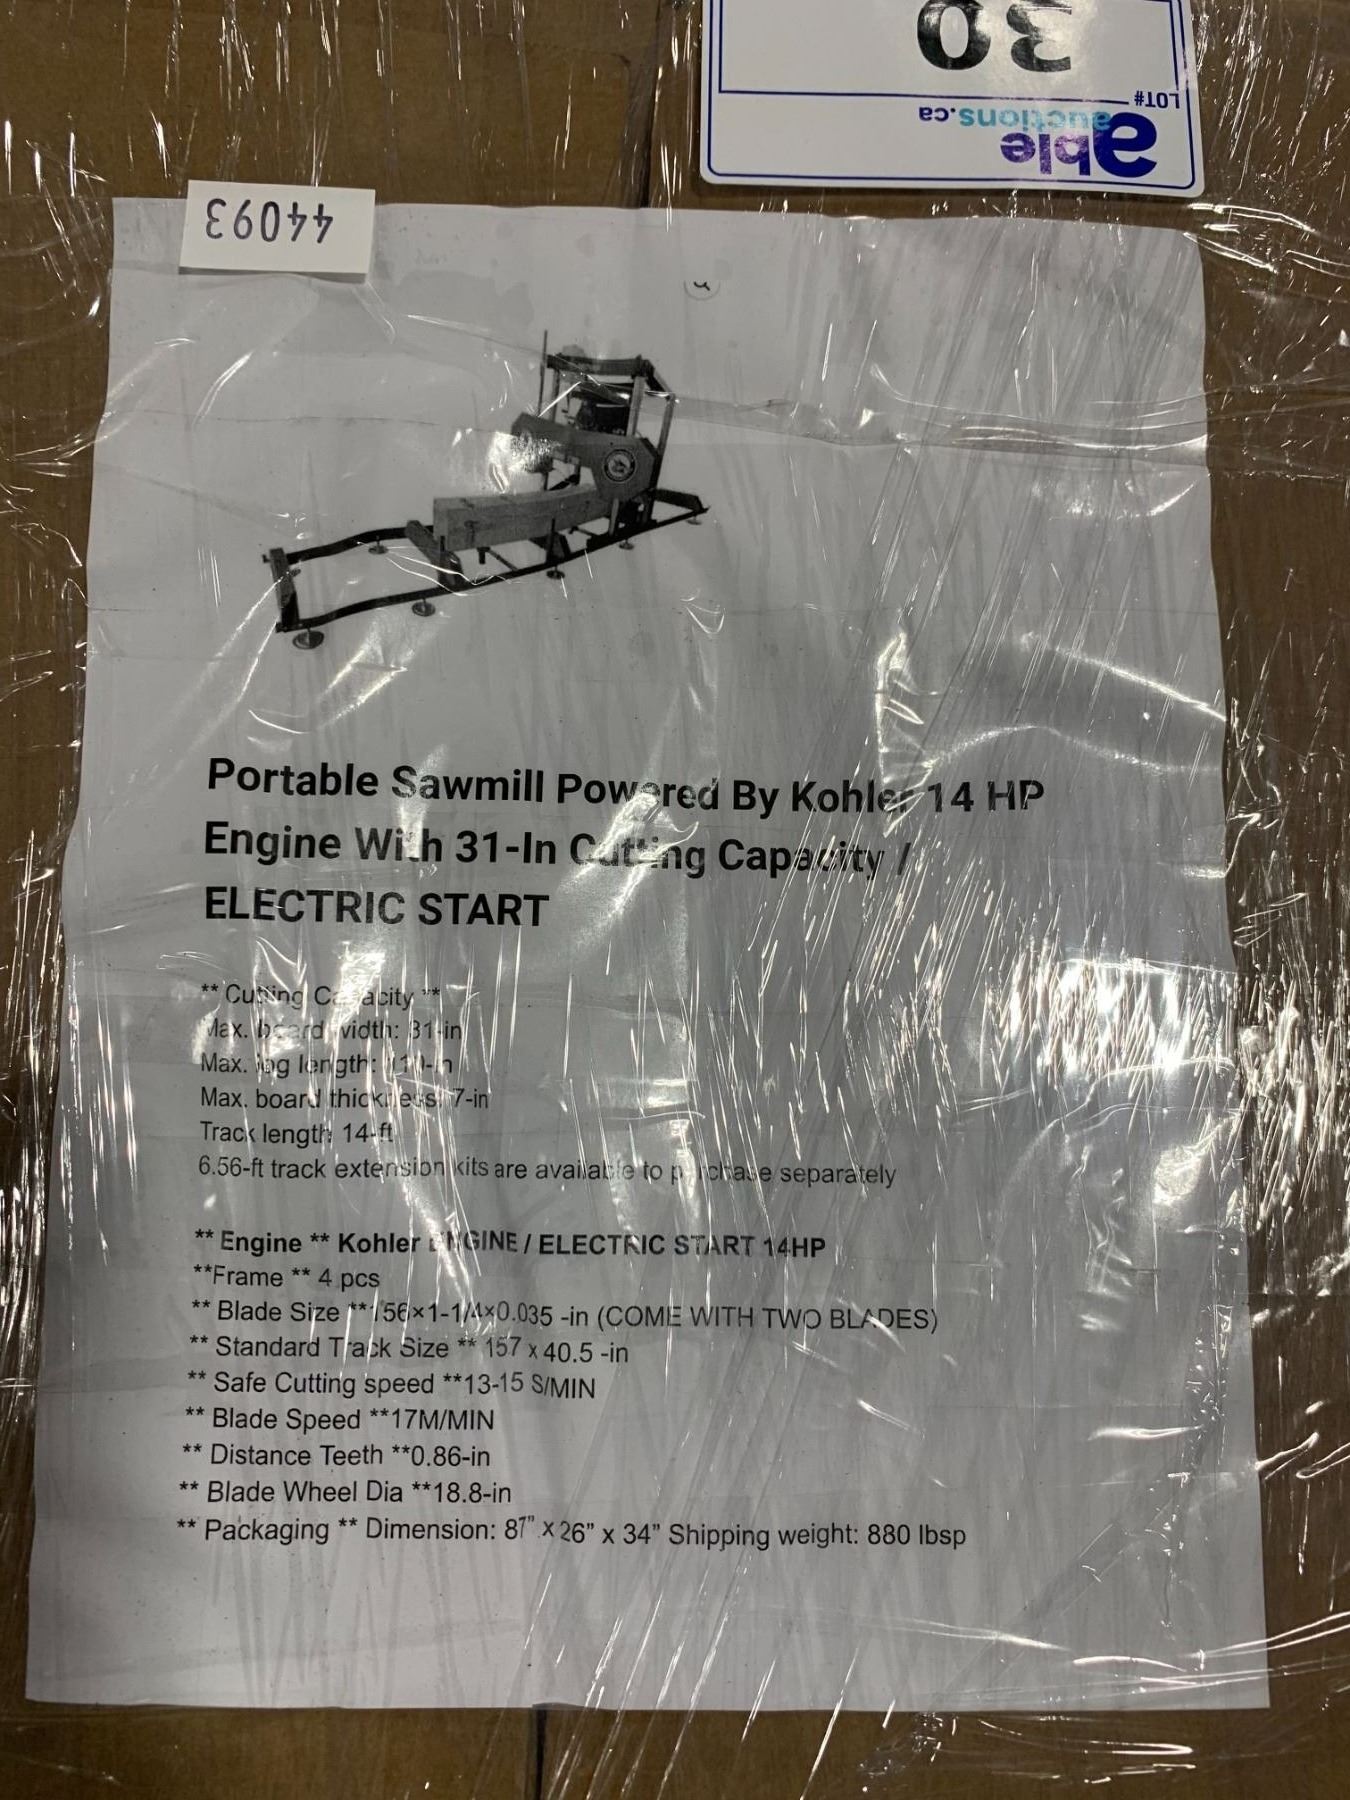 30
LOT#
able
auctions.ca
44093
Portable Sawmill Powered By Kohler 14 HP
Engine With 31-In Cutting Capacity /
ELECTRIC START
** Cutting Capacity **
Max. board width: 31-in
Max. log length: 110-in
Max. board thickness: 7-in
Track length: 14-ft
6.56-ft track extension kits are available to purchase separately
** Engine ** Kohler ENGINE / ELECTRIC START 14HP
**Frame ** 4 pcs
** Blade Size **156×1-1/4×0.035 -in (COME WITH TWO BLADES)
** Standard Track Size ** 157 x 40.5 -in
** Safe Cutting speed **13-15 S/MIN
** Blade Speed **17M/MIN
** Distance Teeth **0.86-in
** Blade Wheel Dia **18.8-in
** Packaging ** Dimension: 87” x 26” x 34” Shipping weight: 880 lbsp